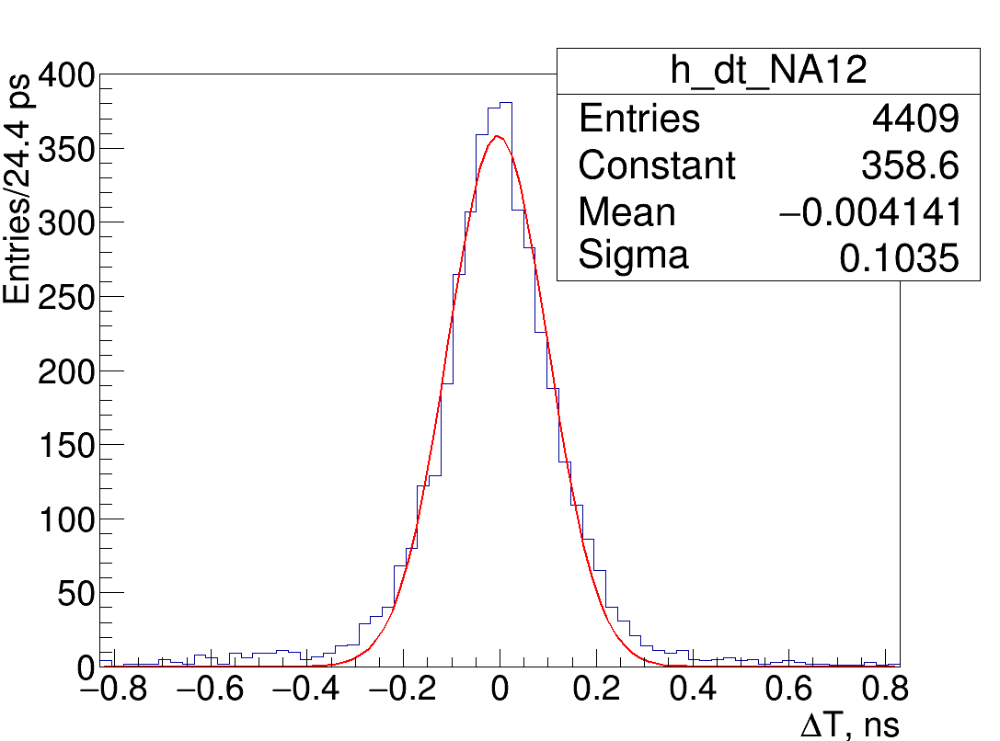 h_dt_NA12
Entries 4409
Constant 358.6
Mean −0.004141
Sigma 0.1035
Entries/24.4 ps
400
350
300
250
200
150
100
50
0
−0.8 −0.6 −0.4 −0.2 0 0.2 0.4 0.6 0.8
ΔT, ns